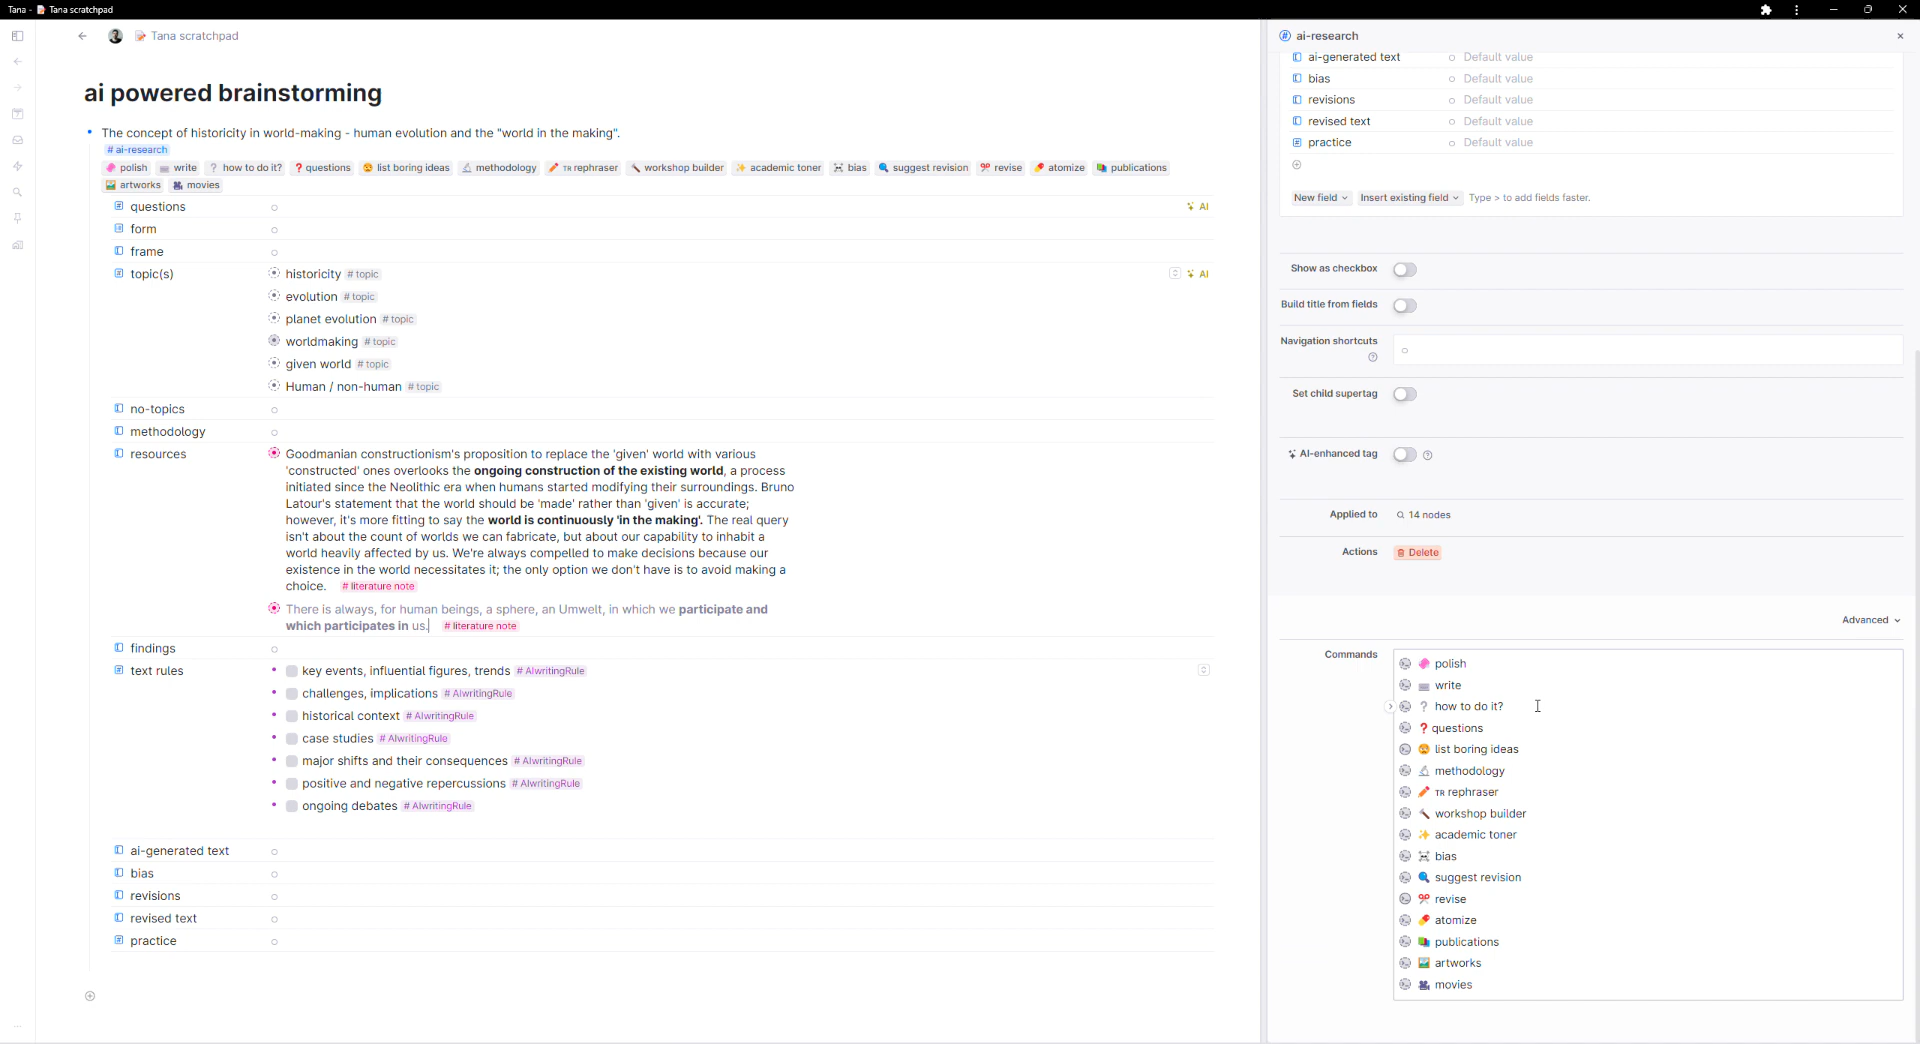 Tana - Tana scratchpad
Tana scratchpad
ai powered brainstorming
The concept of historicity in world-making - human evolution and the "world in the making".
# ai-research
polish write how to do it? questions list boring ideas methodology TR rephraser workshop builder academic toner bias suggest revision revise atomize publications
artworks movies
questions AI
form
frame
topic(s) historicity # topic AI
evolution # topic
planet evolution # topic
worldmaking # topic
given world # topic
Human / non-human # topic
no-topics
methodology
resources Goodmanian constructionism's proposition to replace the 'given' world with various
'constructed' ones overlooks the ongoing construction of the existing world, a process
initiated since the Neolithic era when humans started modifying their surroundings. Bruno
Latour's statement that the world should be 'made' rather than 'given' is accurate;
however, it's more fitting to say the world is continuously 'in the making'. The real query
isn't about the count of worlds we can fabricate, but about our capability to inhabit a
world heavily affected by us. We're always compelled to make decisions because our
existence in the world necessitates it; the only option we don't have is to avoid making a
choice. # literature note
There is always, for human beings, a sphere, an Umwelt, in which we participate and
which participates in us. # literature note
findings
text rules key events, influential figures, trends # AIwritingRule
challenges, implications # AIwritingRule
historical context # AIwritingRule
case studies # AIwritingRule
major shifts and their consequences # AIwritingRule
positive and negative repercussions # AIwritingRule
ongoing debates # AIwritingRule
ai-generated text
bias
revisions
revised text
practice
ai-research
ai-generated text Default value
bias Default value
revisions Default value
revised text Default value
practice Default value
New field Insert existing field Type > to add fields faster.
Show as checkbox
Build title from fields
Navigation shortcuts
Set child supertag
AI-enhanced tag
Applied to 14 nodes
Actions Delete
Advanced
Commands polish
write
how to do it?
questions
list boring ideas
methodology
TR rephraser
workshop builder
academic toner
bias
suggest revision
revise
atomize
publications
artworks
movies